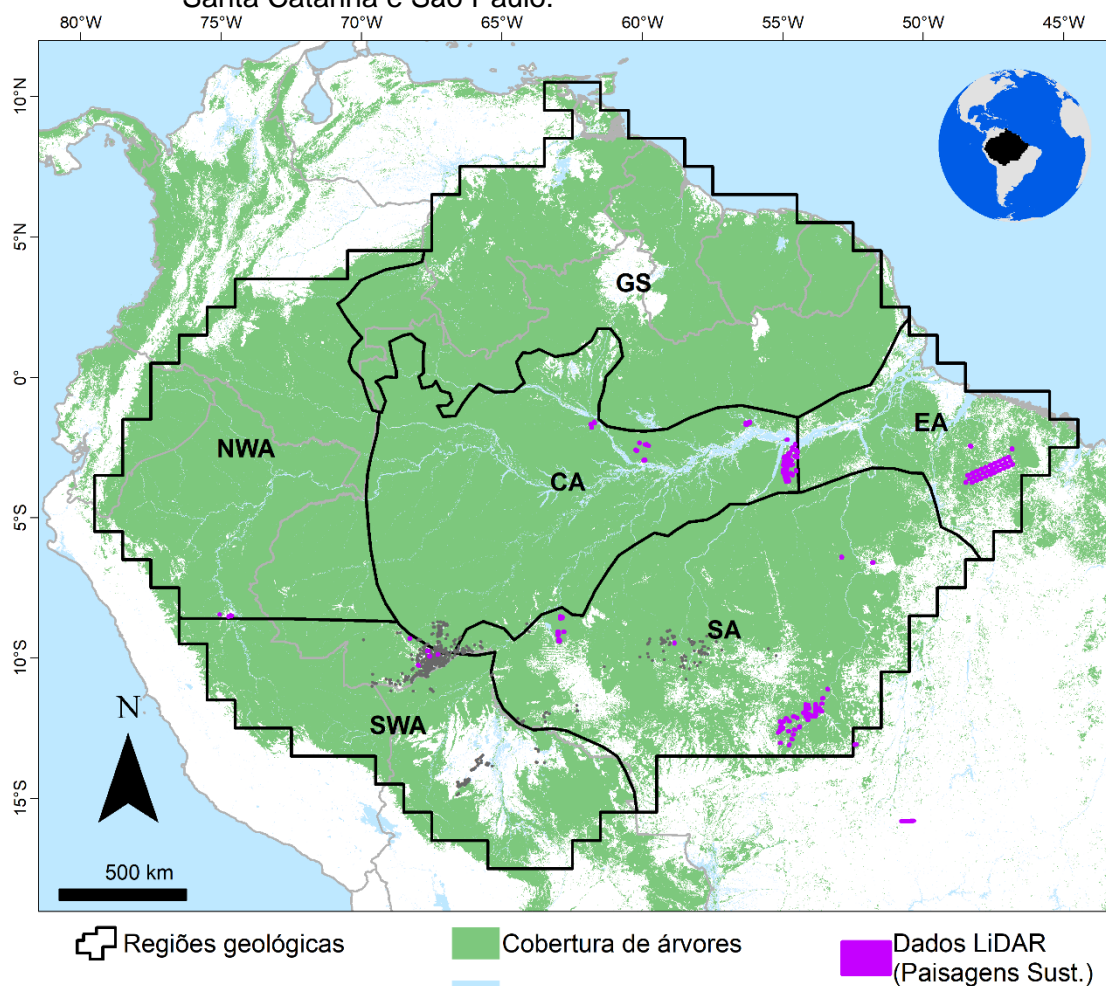 Santa Catarina e São Paulo.
80°W 75°W 70°W 65°W 60°W 55°W 50°W 45°W
10°N
5°N
GS
0°
EA
NWA
CA
5°S
SA
10°S
N
SWA
15°S
500 km
Regiões geológicas
Cobertura de árvores
Dados LiDAR
(Paisagens Sust.)